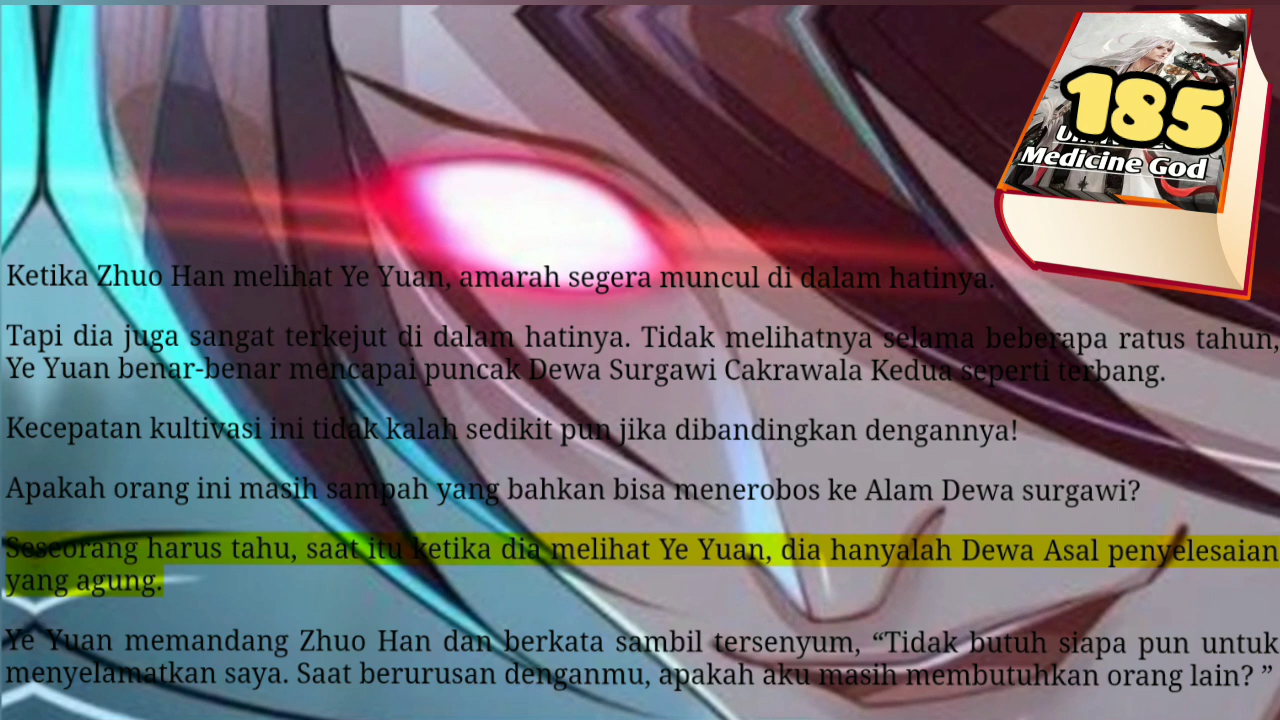 185
Medicine God
Ketika Zhuo Han melihat Ye Yuan, amarah segera muncul di dalam hatinya.
Tapi dia juga sangat terkejut di dalam hatinya. Tidak melihatnya selama beberapa ratus tahun,
Ye Yuan benar-benar mencapai puncak Dewa Surgawi Cakrawala Kedua seperti terbang.
Kecepatan kultivasi ini tidak kalah sedikit pun jika dibandingkan dengannya!
Apakah orang ini masih sampah yang bahkan bisa menerobos ke Alam Dewa surgawi?
Seseorang harus tahu, saat itu ketika dia melihat Ye Yuan, dia hanyalah Dewa Asal penyelesaian
yang agung.
Ye Yuan memandang Zhuo Han dan berkata sambil tersenyum, “Tidak butuh siapa pun untuk
menyelamatkan saya. Saat berurusan denganmu, apakah aku masih membutuhkan orang lain? ”